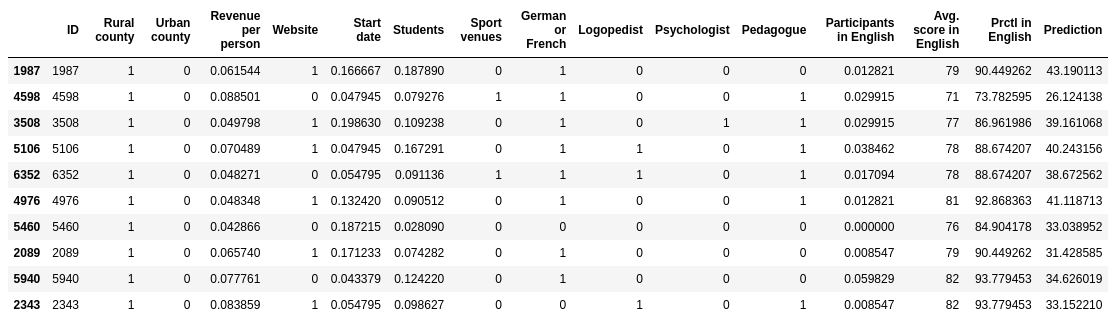 ID Rural county Urban county Revenue per person Website Start date Students Sport venues German or French Logopedist Psychologist Pedagogue Participants in English Avg. score in English Prctl in English Prediction
1987 1987 1 0 0.061544 1 0.166667 0.187890 0 1 0 0 0 0.012821 79 90.449262 43.190113
4598 4598 1 0 0.088501 0 0.047945 0.079276 1 1 0 0 1 0.029915 71 73.782595 26.124138
3508 3508 1 0 0.049798 1 0.198630 0.109238 0 1 0 1 1 0.029915 77 86.961986 39.161068
5106 5106 1 0 0.070489 1 0.047945 0.167291 0 1 1 0 1 0.038462 78 88.674207 40.243156
6352 6352 1 0 0.048271 0 0.054795 0.091136 1 1 1 0 1 0.017094 78 88.674207 38.672562
4976 4976 1 0 0.048348 1 0.132420 0.090512 0 1 0 0 1 0.012821 81 92.868363 41.118713
5460 5460 1 0 0.042866 0 0.187215 0.028090 0 0 0 0 0 0.000000 76 84.904178 33.038952
2089 2089 1 0 0.065740 1 0.171233 0.074282 0 1 0 0 0 0.008547 79 90.449262 31.428585
5940 5940 1 0 0.077761 0 0.043379 0.124220 0 1 0 0 0 0.059829 82 93.779453 34.626019
2343 2343 1 0 0.083859 1 0.054795 0.098627 0 0 1 0 1 0.008547 82 93.779453 33.152210